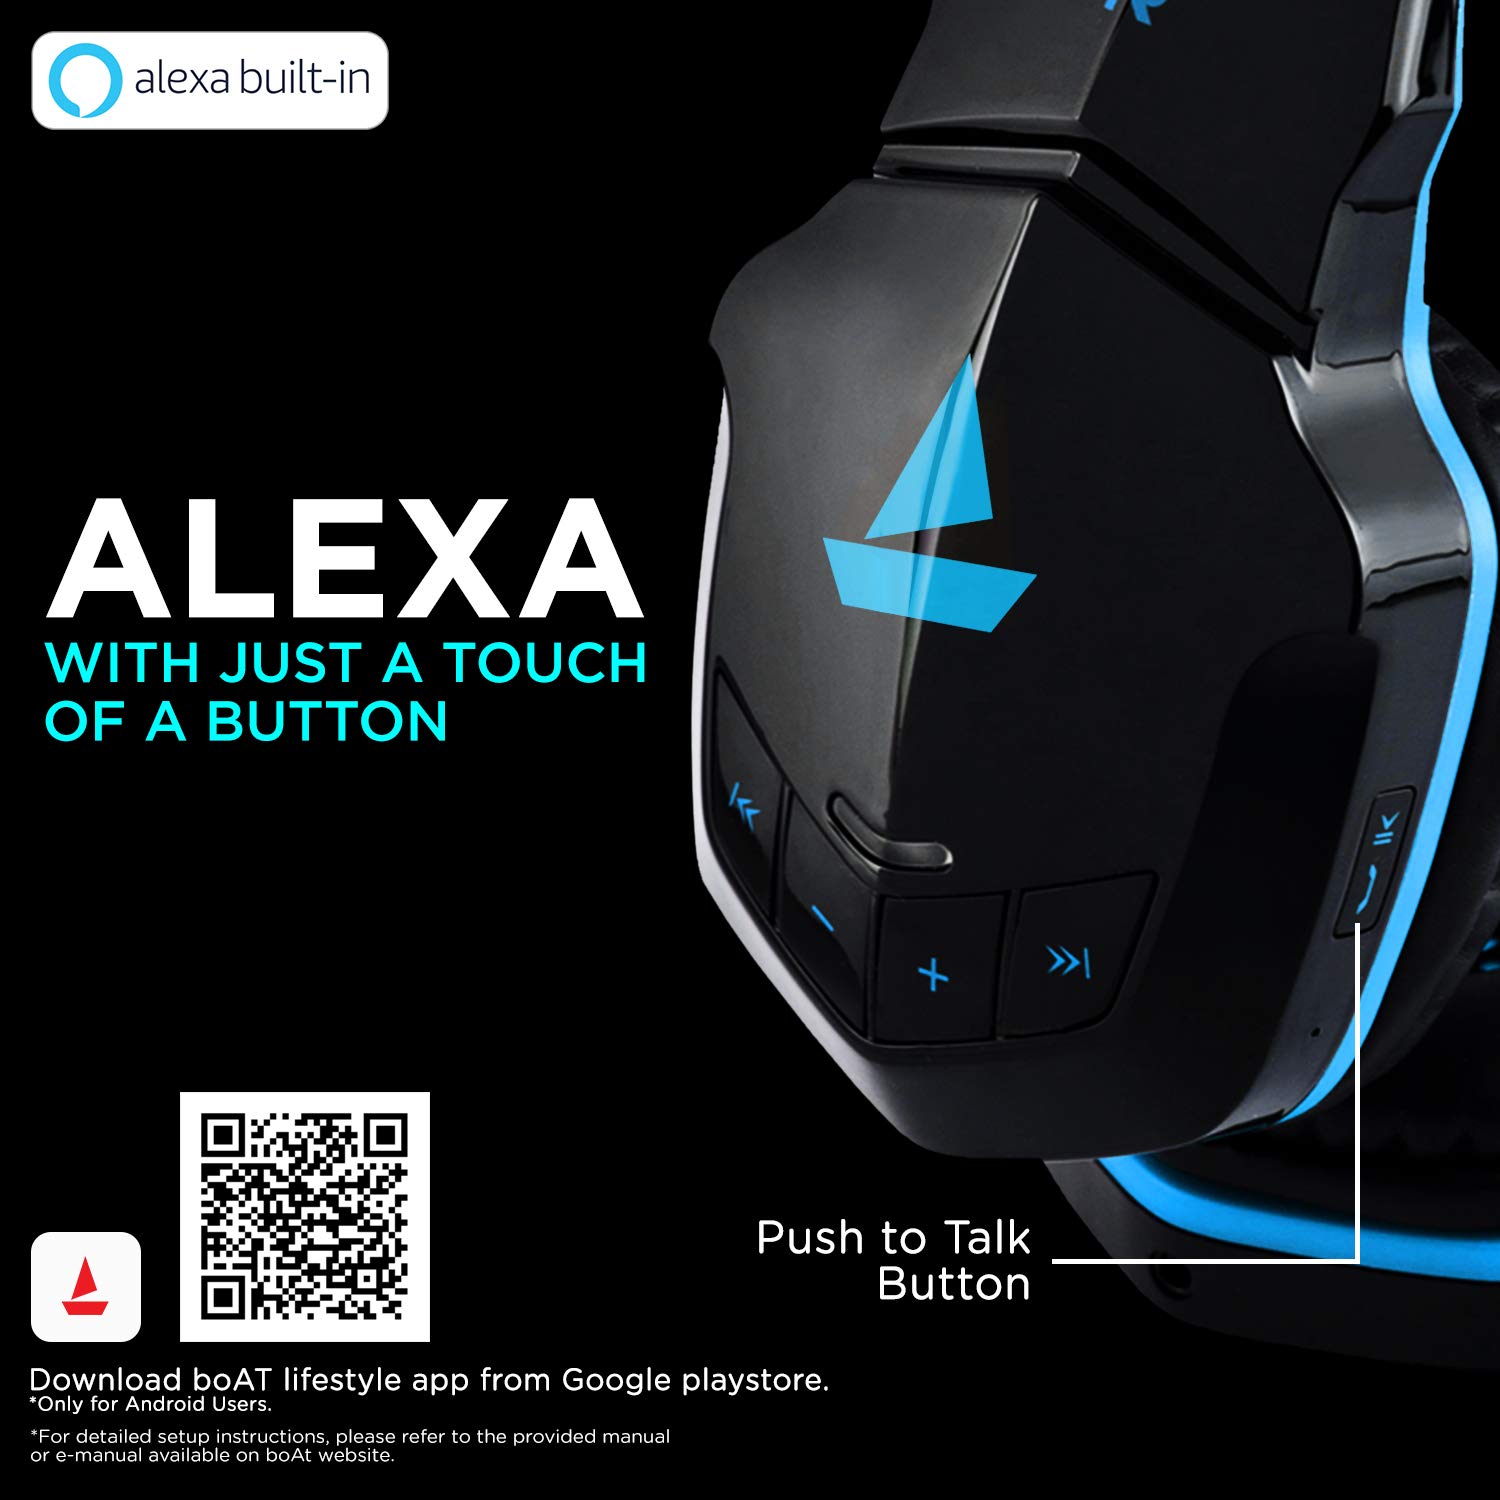 alexa built-in
ALEXA
WITH JUST A TOUCH
OF A BUTTON
Push to Talk
Button
Download boAT lifestyle app from Google playstore.
*Only for Android Users.
*For detailed setup instructions, please refer to the provided manual
or e-manual available on boAt website.